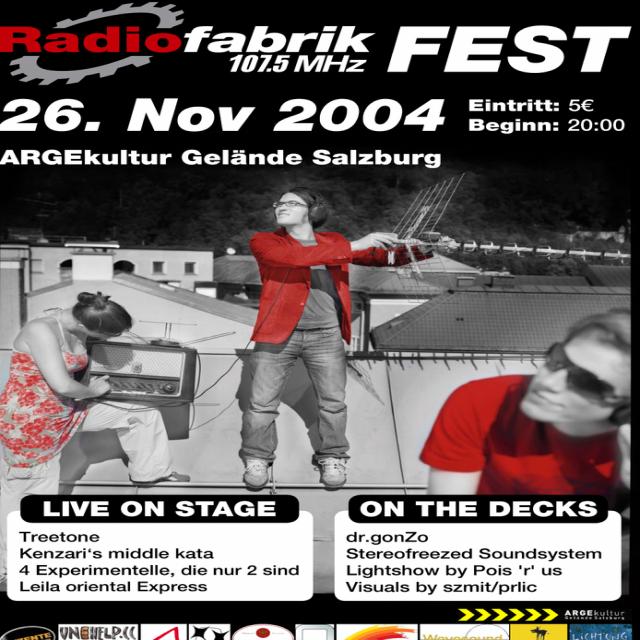 Radiofabrik FEST
107.5 MHz
26. Nov 2004
Eintritt: 5€
Beginn: 20:00
ARGEkultur Gelände Salzburg
LIVE ON STAGE
Treetone
Kenzari's middle kata
4 Experimentelle, die nur 2 sind
Leila oriental Express
ON THE DECKS
dr.gonZo
Stereofreezed Soundsystem
Lightshow by Pois 'r' us
Visuals by szmit/prlic
ARGEkultur
Gelände Salzburg